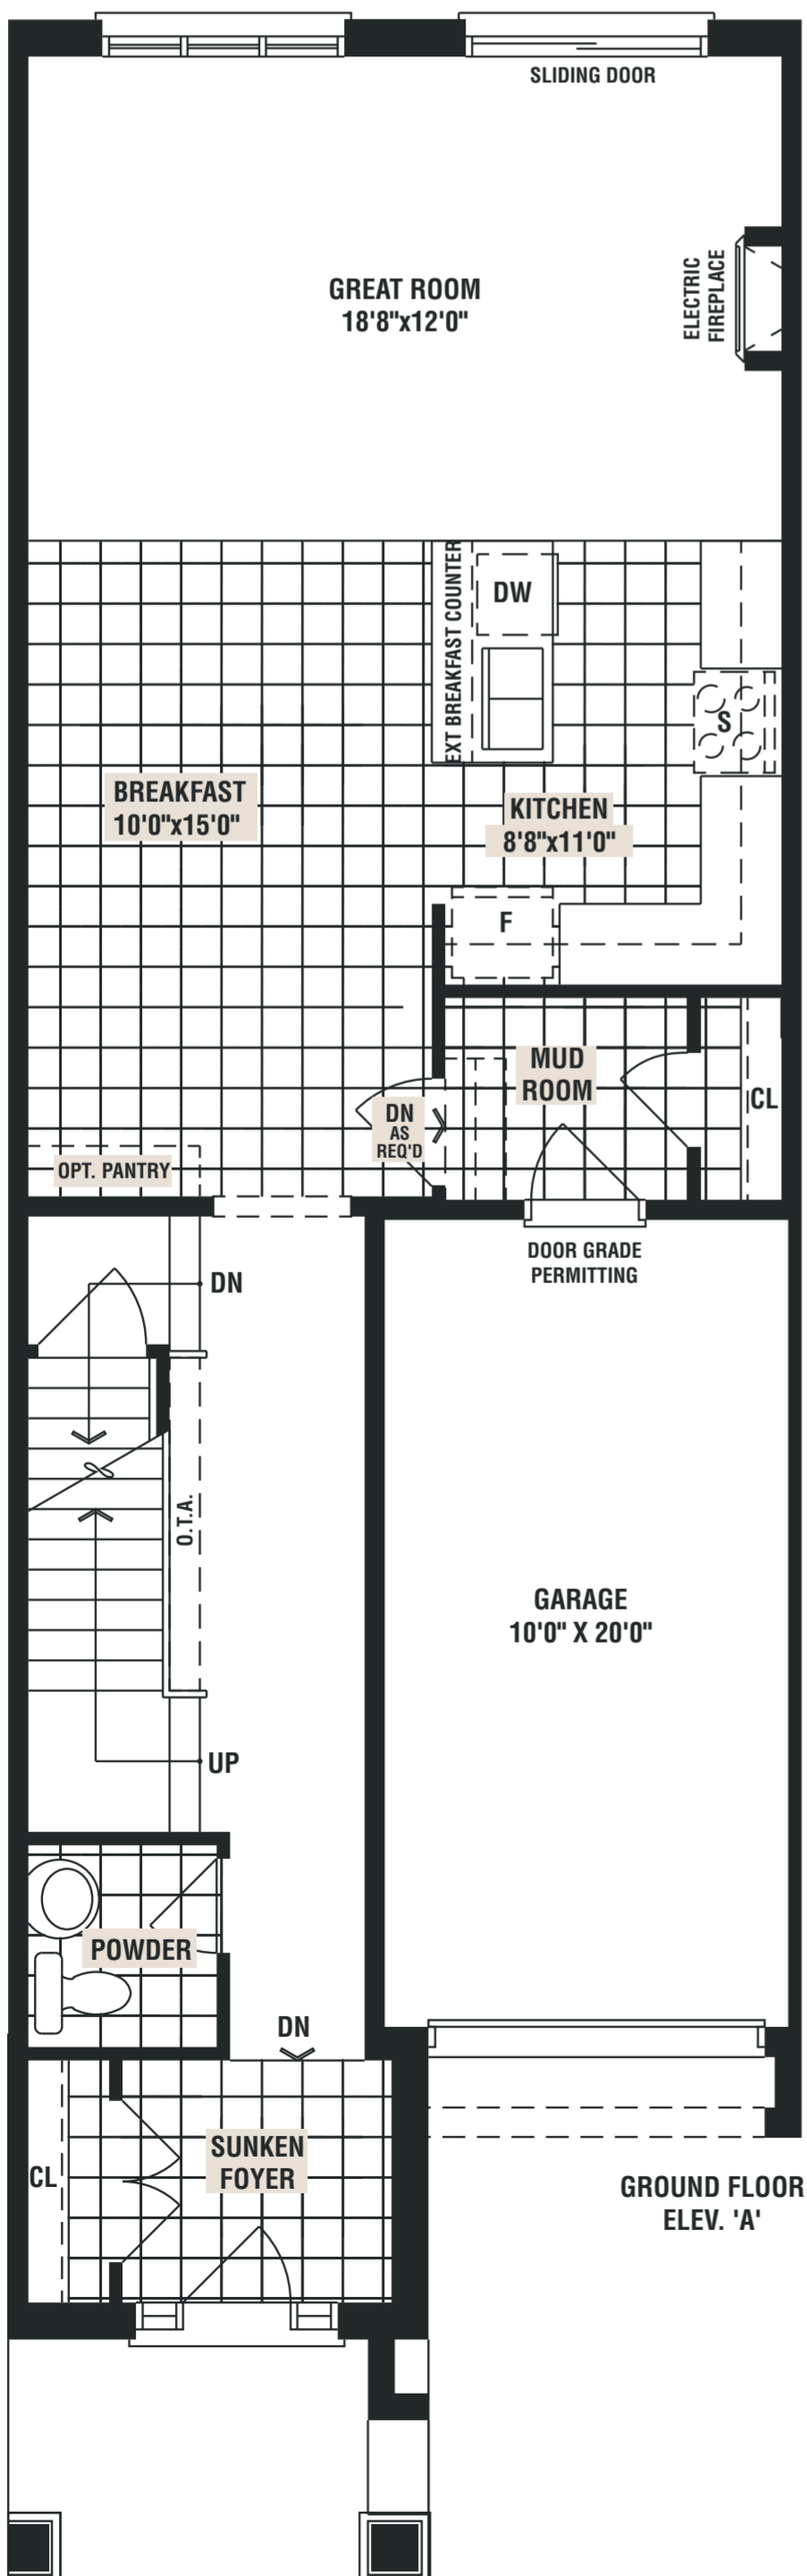 SLIDING DOOR
GREAT ROOM
18'8"x12'0"
ELECTRIC
FIREPLACE
EXT BREAKFAST COUNTER
DW
S
BREAKFAST
10'0"x15'0"
KITCHEN
8'8"x11'0"
F
MUD
ROOM
CL
DN
AS
REQ'D
OPT. PANTRY
DOOR GRADE
PERMITTING
DN
O.T.A.
GARAGE
10'0" X 20'0"
UP
POWDER
DN
SUNKEN
FOYER
CL
GROUND FLOOR
ELEV. 'A'